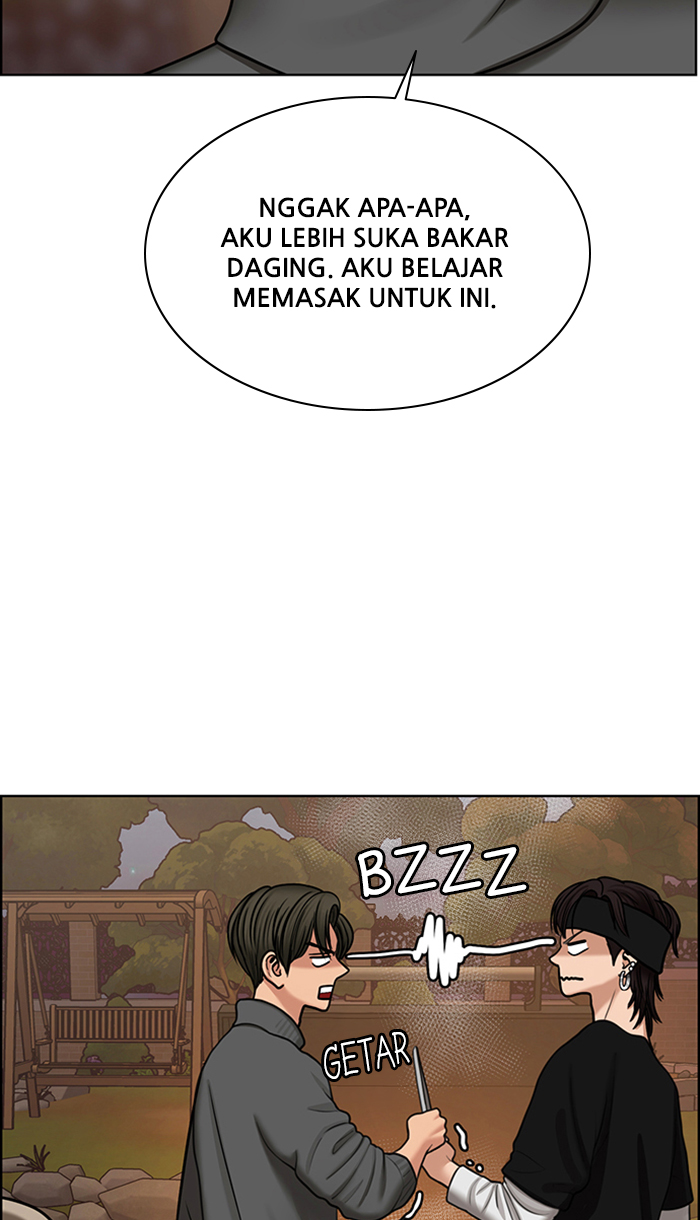 NGGAK APA-APA,
AKU LEBIH SUKA BAKAR
DAGING. AKU BELAJAR
MEMASAK UNTUK INI.
BZZZ
GETAR